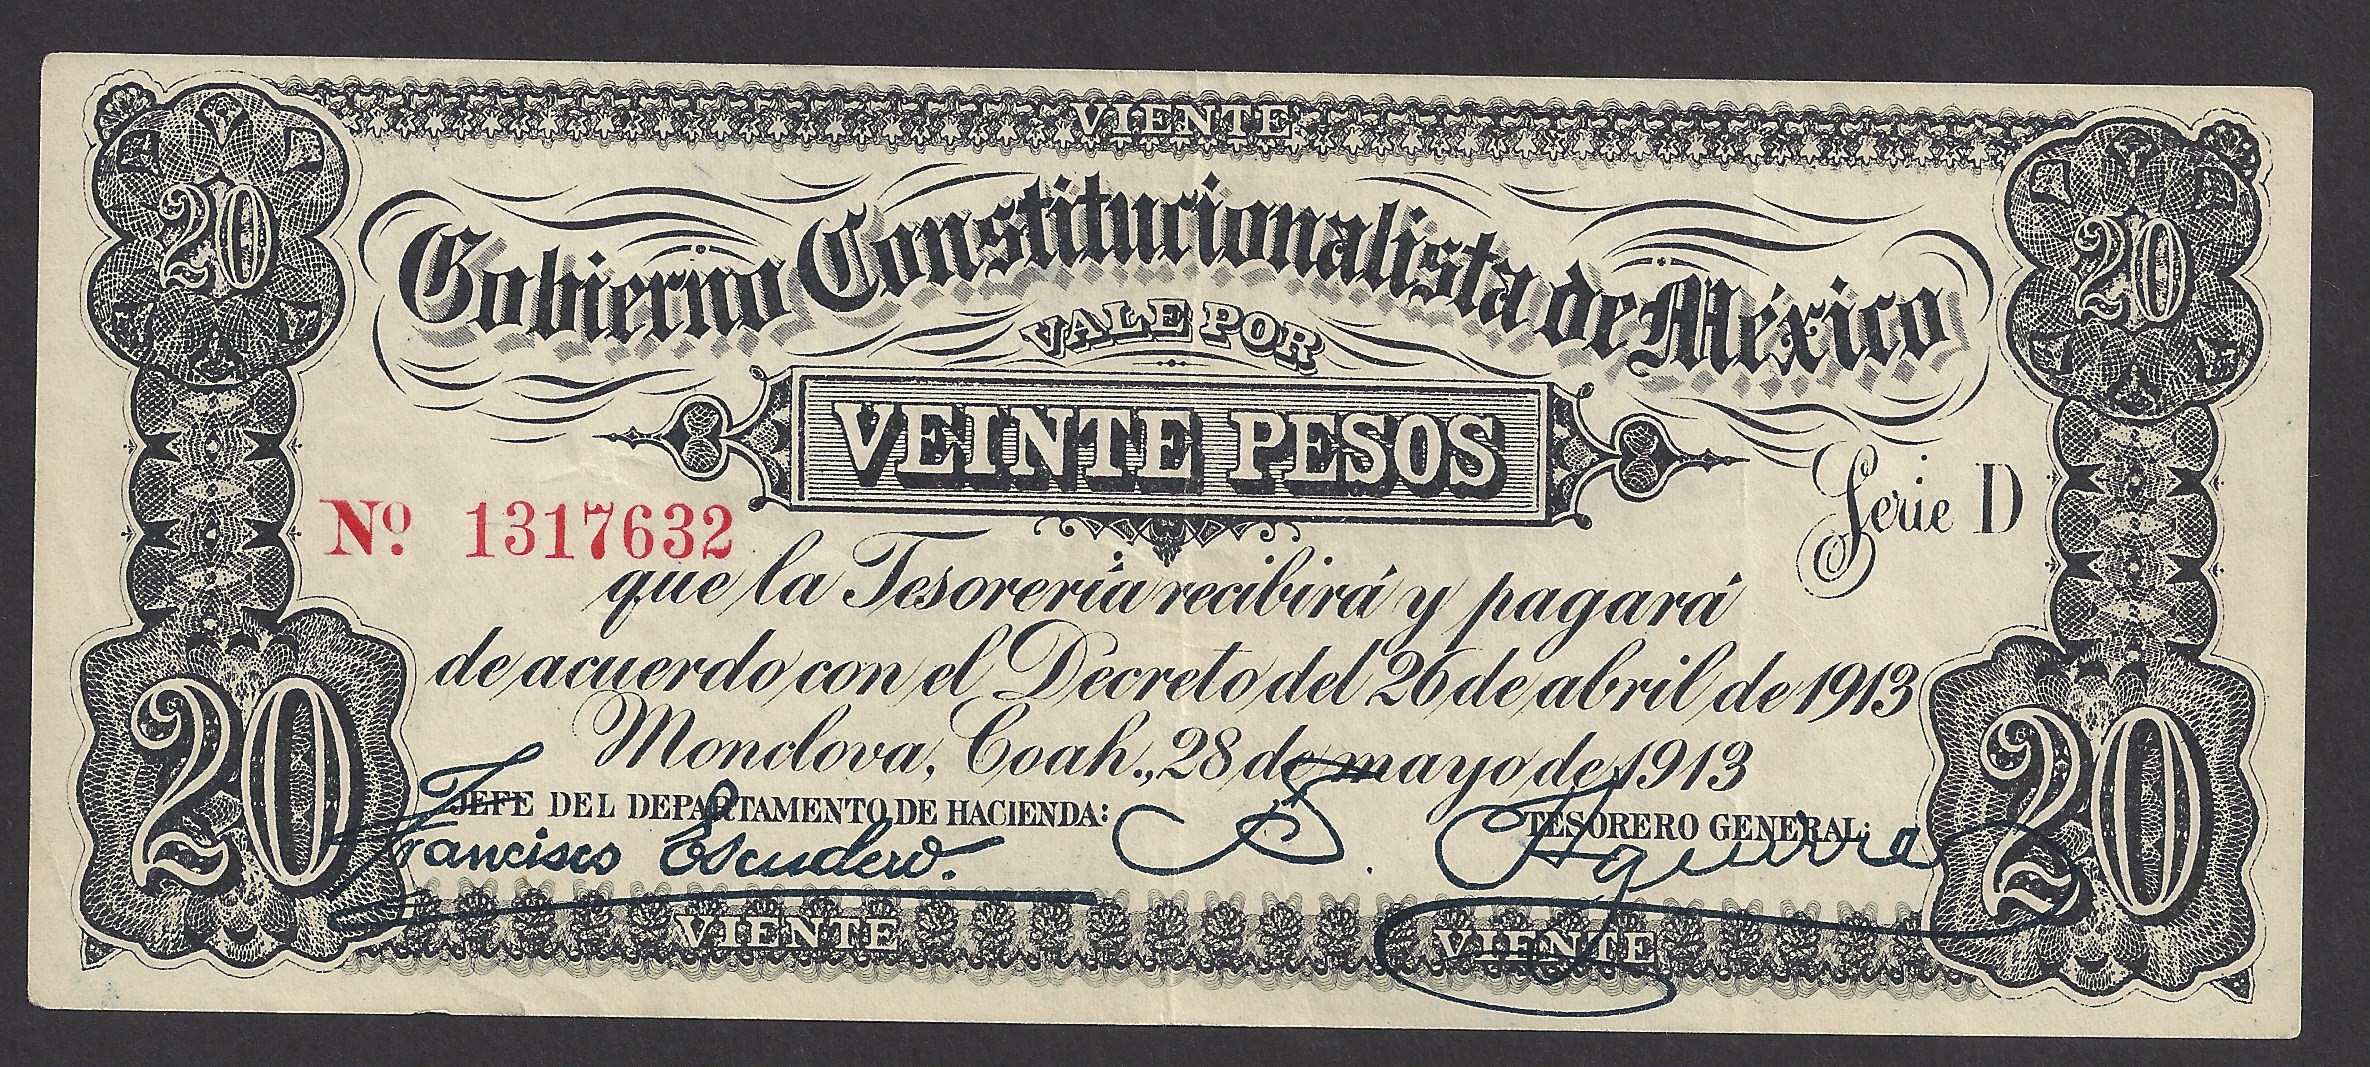 VIENTE
20 20
Gobierno Constitucionalista de México
VALE POR
VEINTE PESOS
Serie D
Nº. 1317632
que la Tesorería recibirá y pagará
de acuerdo con el Decreto del 26 de abril de 1913
Monclova, Coah., 28 de mayo de 1913
JEFE DEL DEPARTAMENTO DE HACIENDA: TESORERO GENERAL:
Francisco Escudero. S. Aguirre
20 20
VIENTE VIENTE